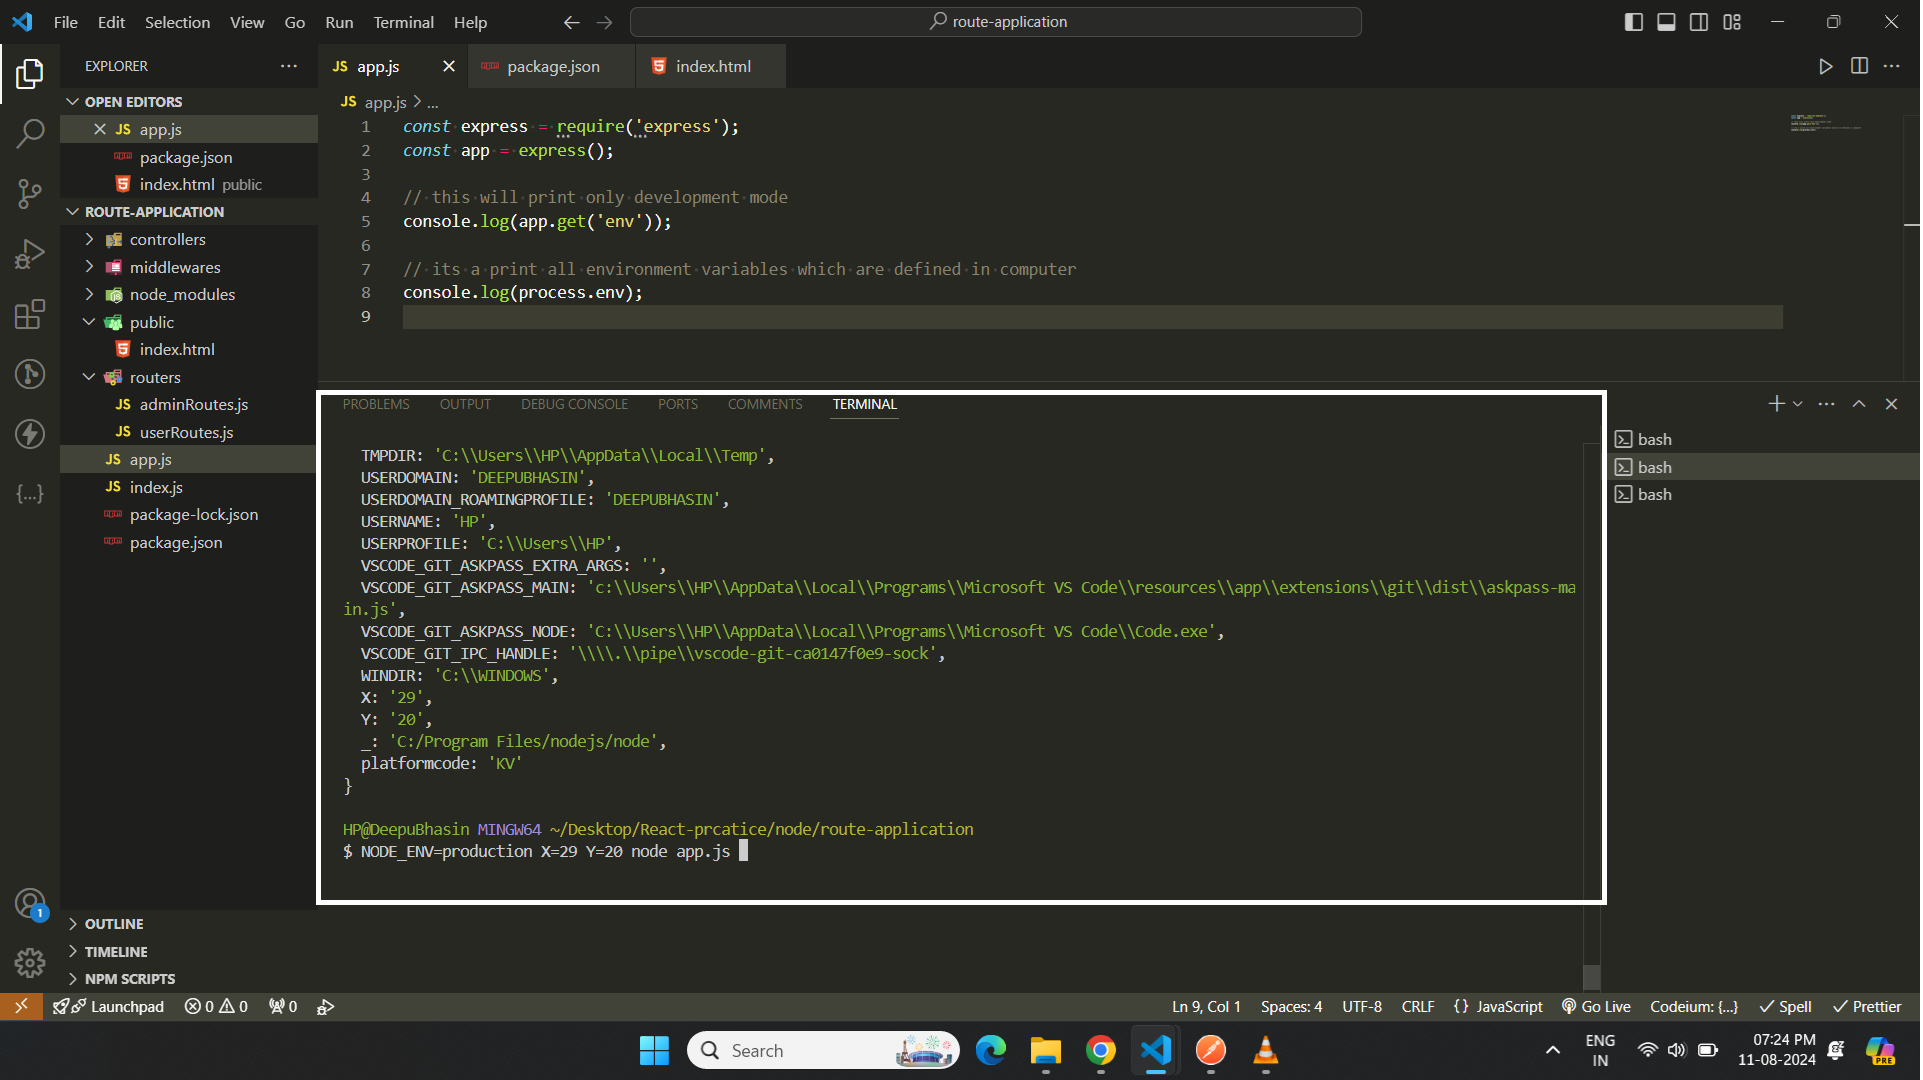 File Edit Selection View Go Run Terminal Help
route-application
EXPLORER
OPEN EDITORS
JS app.js
package.json
index.html public
ROUTE-APPLICATION
controllers
middlewares
node_modules
public
index.html
routers
JS adminRoutes.js
JS userRoutes.js
JS app.js
JS index.js
package-lock.json
package.json
OUTLINE
TIMELINE
NPM SCRIPTS
JS app.js
package.json
index.html
JS app.js > ...
1 const express = require('express');
2 const app = express();
3
4 // this will print only development mode
5 console.log(app.get('env'));
6
7 // its a print all environment variables which are defined in computer
8 console.log(process.env);
9
PROBLEMS OUTPUT DEBUG CONSOLE PORTS COMMENTS TERMINAL
TMPDIR: 'C:\\Users\\HP\\AppData\\Local\\Temp',
USERDOMAIN: 'DEEPUBHASIN',
USERDOMAIN_ROAMINGPROFILE: 'DEEPUBHASIN',
USERNAME: 'HP',
USERPROFILE: 'C:\\Users\\HP',
VSCODE_GIT_ASKPASS_EXTRA_ARGS: '',
VSCODE_GIT_ASKPASS_MAIN: 'c:\\Users\\HP\\AppData\\Local\\Programs\\Microsoft VS Code\\resources\\app\\extensions\\git\\dist\\askpass-ma
in.js',
VSCODE_GIT_ASKPASS_NODE: 'C:\\Users\\HP\\AppData\\Local\\Programs\\Microsoft VS Code\\Code.exe',
VSCODE_GIT_IPC_HANDLE: '\\\\.\\pipe\\vscode-git-ca0147f0e9-sock',
WINDIR: 'C:\\WINDOWS',
X: '29',
Y: '20',
_: 'C:/Program Files/nodejs/node',
platformcode: 'KV'
}
HP@DeepuBhasin MINGW64 ~/Desktop/React-prcatice/node/route-application
$ NODE_ENV=production X=29 Y=20 node app.js
bash
bash
bash
1
Launchpad 0 0 0
Ln 9, Col 1 Spaces: 4 UTF-8 CRLF {} JavaScript Go Live Codeium: {...} Spell Prettier
Search
ENG
IN
07:24 PM
11-08-2024
PRE